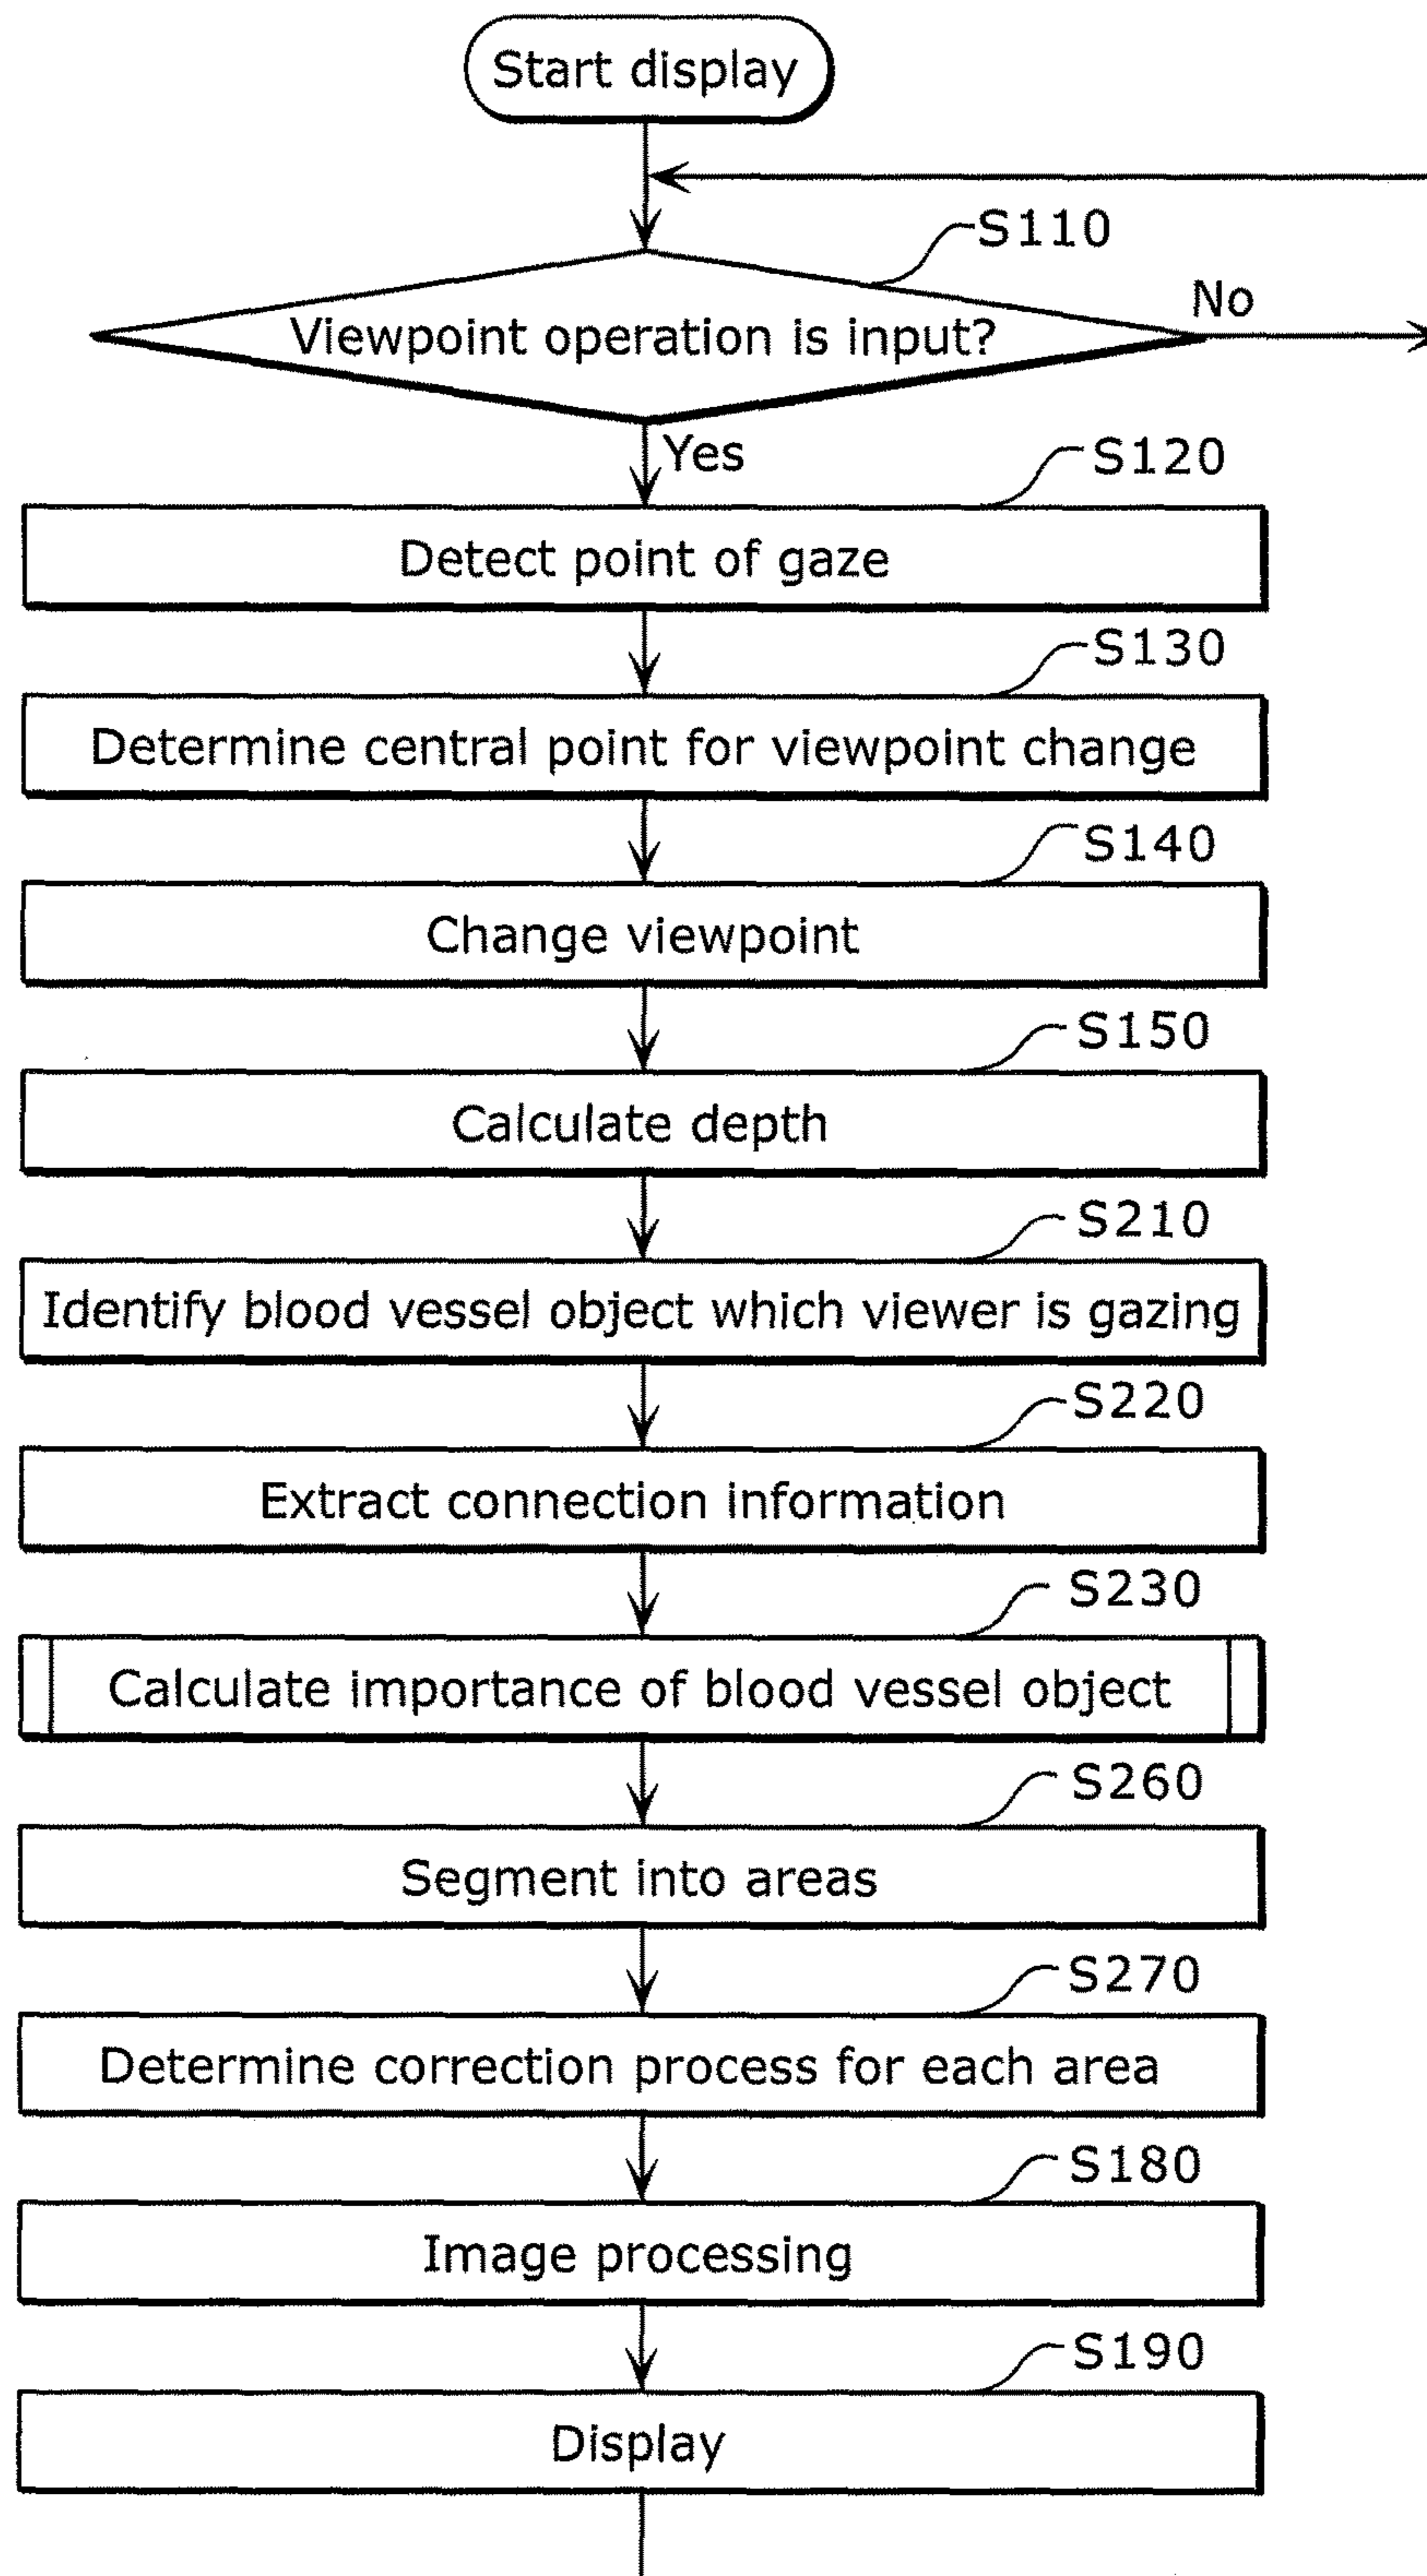 Start display
S110
Viewpoint operation is input?
No
Yes
S120
Detect point of gaze
S130
Determine central point for viewpoint change
S140
Change viewpoint
S150
Calculate depth
S210
Identify blood vessel object which viewer is gazing
S220
Extract connection information
S230
Calculate importance of blood vessel object
S260
Segment into areas
S270
Determine correction process for each area
S180
Image processing
S190
Display